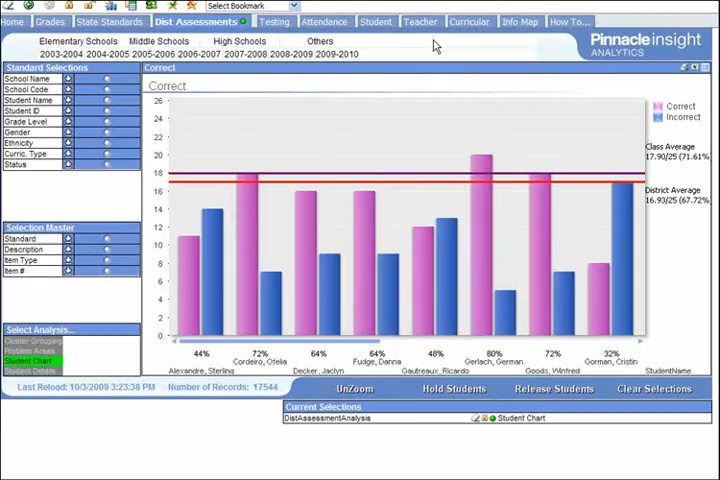 Select Bookmark
Home Grades State Standards Dist Assessments Testing Attendance Student Teacher Curricular Info Map How To...
Elementary Schools Middle Schools High Schools Others
2003-2004 2004-2005 2005-2006 2006-2007 2007-2008 2008-2009 2009-2010
Pinnacle insight
ANALYTICS
Standard Selections
School Name
School Code
Student Name
Student ID
Grade Level
Gender
Ethnicity
Curric. Type
Status
Selection Master
Standard
Description
Item Type
Item #
Select Analysis...
Cluster Grouping
Problem Areas
Student Chart
Student Details
Correct
Correct
26
24
22
20
18
16
14
12
10
8
6
4
2
0
Correct
Incorrect
Class Average
17.90/25 (71.61%)
District Average
16.93/25 (67.72%)
44% 72% 64% 64% 48% 80% 72% 32%
Cordeiro, Ofelia Fudge, Danna Gerlach, German Gorman, Cristin
Alexandre, Sterling Decker, Jaclyn Gautreaux, Ricardo Goods, Winfred StudentName
Last Reload: 10/3/2009 3:23:38 PM Number of Records: 17544 UnZoom Hold Students Release Students Clear Selections
Current Selections
DistAssessmentAnalysis Student Chart